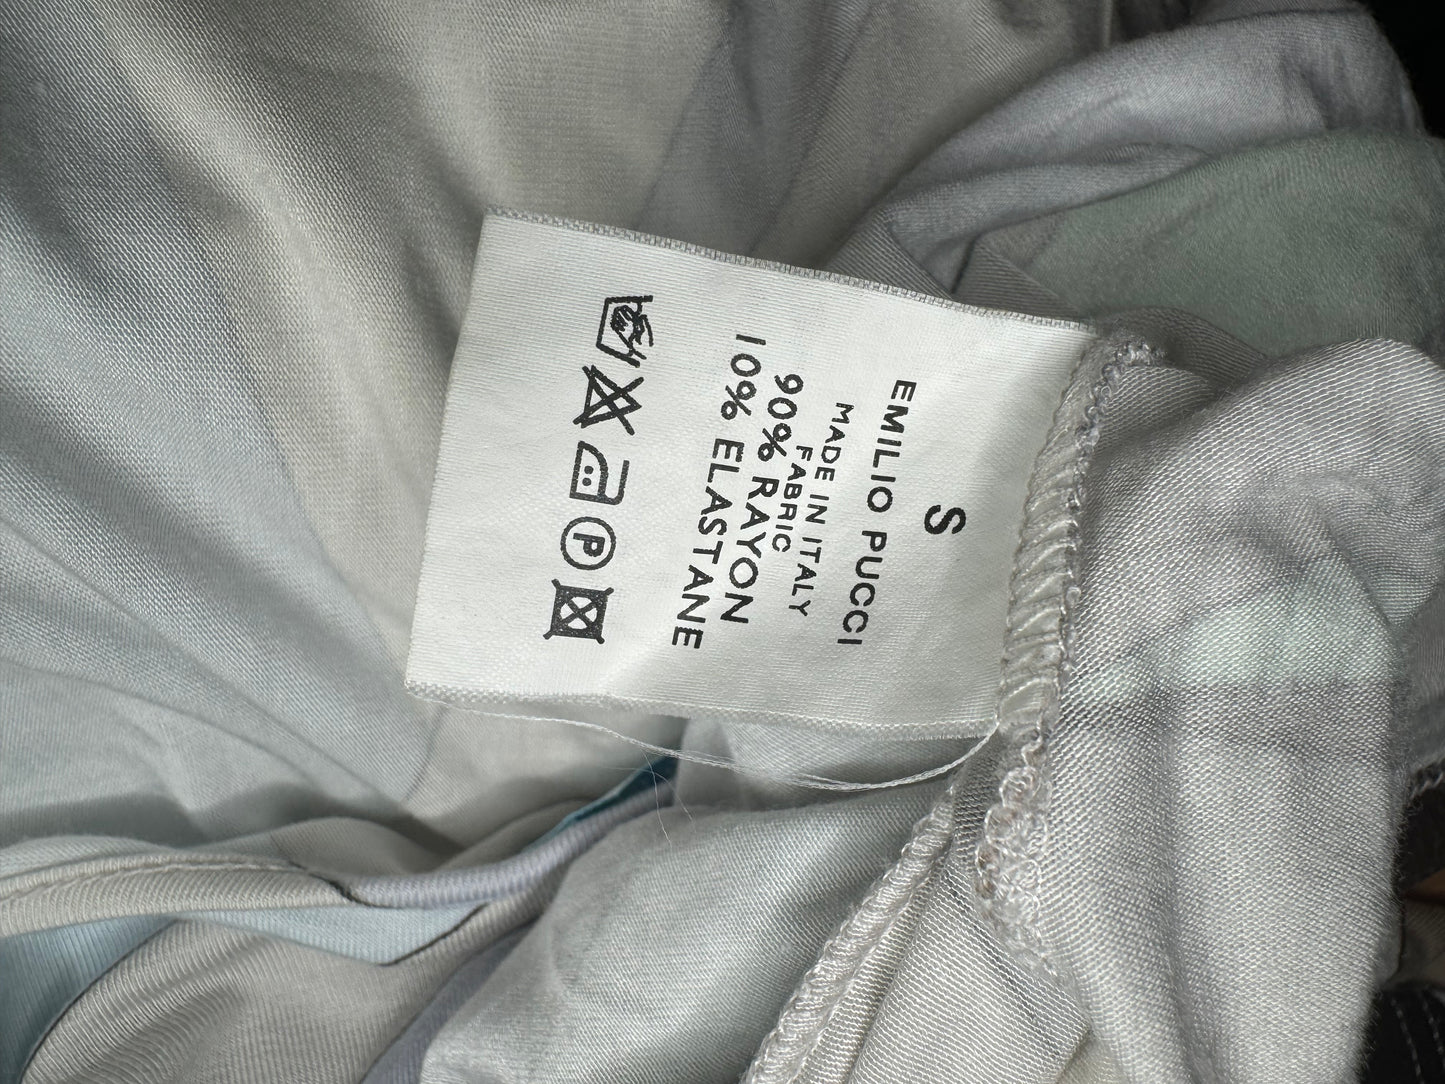 S
EMILIO PUCCI
MADE IN ITALY
FABRIC
90% RAYON
10% ELASTANE
P